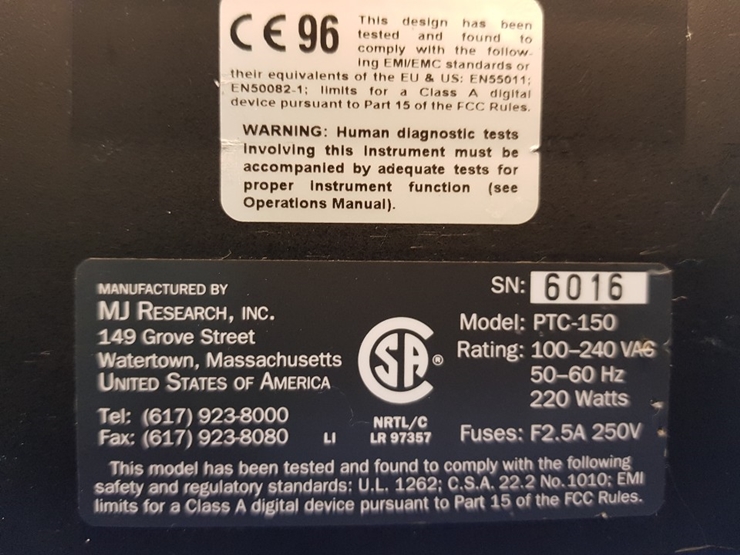 CE 96
This design has been
tested and found to
comply with the follow-
ing EMI/EMC standards or
their equivalents of the EU & US: EN55011;
EN50082-1; limits for a Class A digital
device pursuant to Part 15 of the FCC Rules.
WARNING: Human diagnostic tests
involving this instrument must be
accompanied by adequate tests for
proper instrument function (see
Operations Manual).
MANUFACTURED BY
MJ RESEARCH, INC.
149 Grove Street
Watertown, Massachusetts
UNITED STATES OF AMERICA
Tel: (617) 923-8000
Fax: (617) 923-8080
LI
SA ®
NRTL/C
LR 97357
SN: 6016
Model: PTC-150
Rating: 100–240 VAC
50–60 Hz
220 Watts
Fuses: F2.5A 250V
This model has been tested and found to comply with the following
safety and regulatory standards: U.L. 1262; C.S.A. 22.2 No.1010; EMI
limits for a Class A digital device pursuant to Part 15 of the FCC Rules.